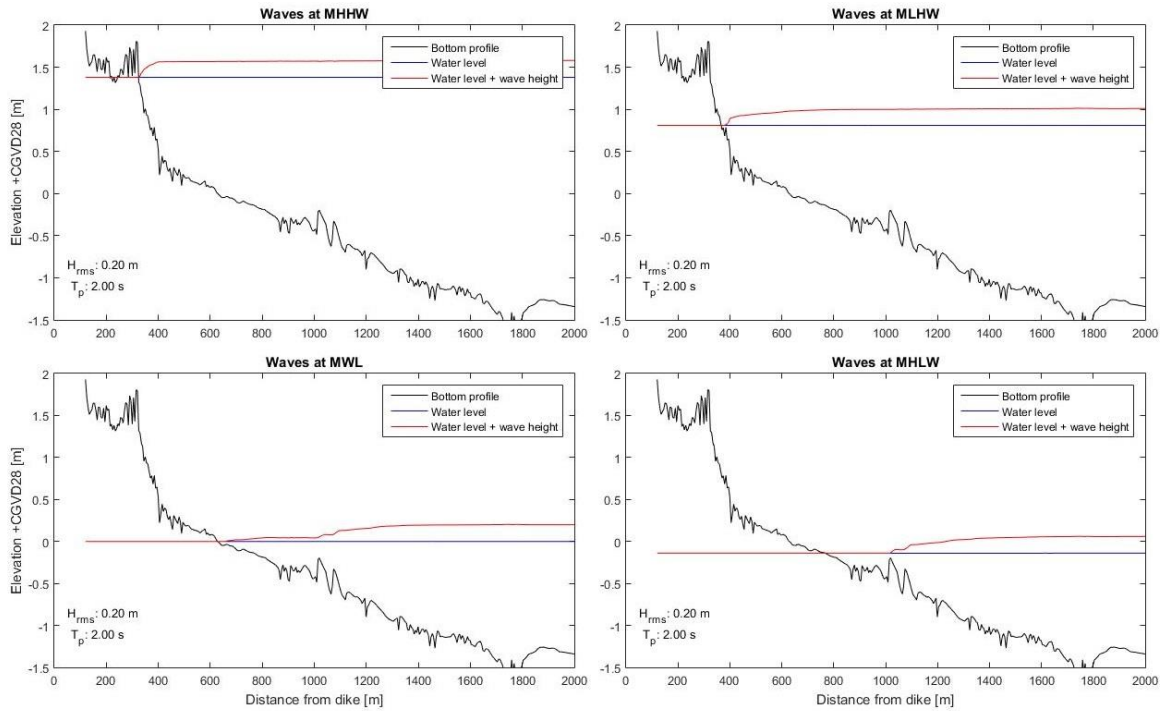 Waves at MHHW
2
1.5
1
0.5
0
-0.5
-1
-1.5
Elevation +CGVD28 [m]
Bottom profile
Water level
Water level + wave height
Hrms: 0.20 m
Tp: 2.00 s
0 200 400 600 800 1000 1200 1400 1600 1800 2000
Waves at MLHW
2
1.5
1
0.5
0
-0.5
-1
-1.5
Bottom profile
Water level
Water level + wave height
Hrms: 0.20 m
Tp: 2.00 s
0 200 400 600 800 1000 1200 1400 1600 1800 2000
Waves at MWL
2
1.5
1
0.5
0
-0.5
-1
-1.5
Elevation +CGVD28 [m]
Bottom profile
Water level
Water level + wave height
Hrms: 0.20 m
Tp: 2.00 s
0 200 400 600 800 1000 1200 1400 1600 1800 2000
Distance from dike [m]
Waves at MHLW
2
1.5
1
0.5
0
-0.5
-1
-1.5
Bottom profile
Water level
Water level + wave height
Hrms: 0.20 m
Tp: 2.00 s
0 200 400 600 800 1000 1200 1400 1600 1800 2000
Distance from dike [m]